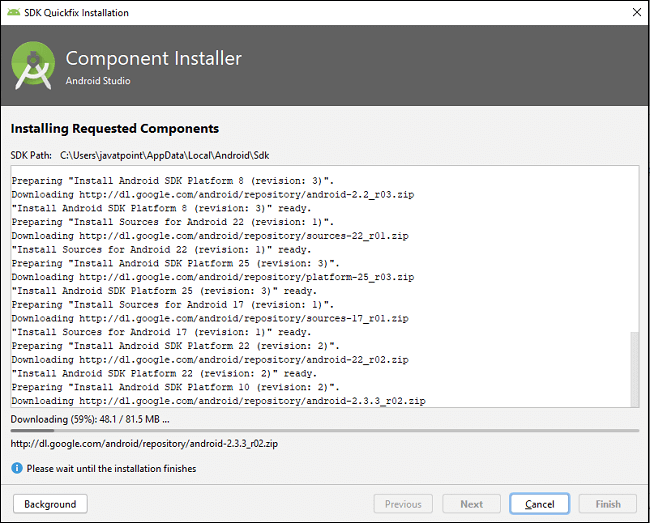 SDK Quickfix Installation
Component Installer
Android Studio
Installing Requested Components
SDK Path: C:\Users\javatpoint\AppData\Local\Android\Sdk
Preparing "Install Android SDK Platform 8 (revision: 3)".
Downloading http://dl.google.com/android/repository/android-2.2_r03.zip
"Install Android SDK Platform 8 (revision: 3)" ready.
Preparing "Install Sources for Android 22 (revision: 1)".
Downloading http://dl.google.com/android/repository/sources-22_r01.zip
"Install Sources for Android 22 (revision: 1)" ready.
Preparing "Install Android SDK Platform 25 (revision: 3)".
Downloading http://dl.google.com/android/repository/platform-25_r03.zip
"Install Android SDK Platform 25 (revision: 3)" ready.
Preparing "Install Sources for Android 17 (revision: 1)".
Downloading http://dl.google.com/android/repository/sources-17_r01.zip
"Install Sources for Android 17 (revision: 1)" ready.
Preparing "Install Android SDK Platform 22 (revision: 2)".
Downloading http://dl.google.com/android/repository/android-22_r02.zip
"Install Android SDK Platform 22 (revision: 2)" ready.
Preparing "Install Android SDK Platform 10 (revision: 2)".
Downloading http://dl.google.com/android/repository/android-2.3.3_r02.zip
Downloading (59%): 48.1 / 81.5 MB ...
http://dl.google.com/android/repository/android-2.3.3_r02.zip
Please wait until the installation finishes
Background
Previous
Next
Cancel
Finish